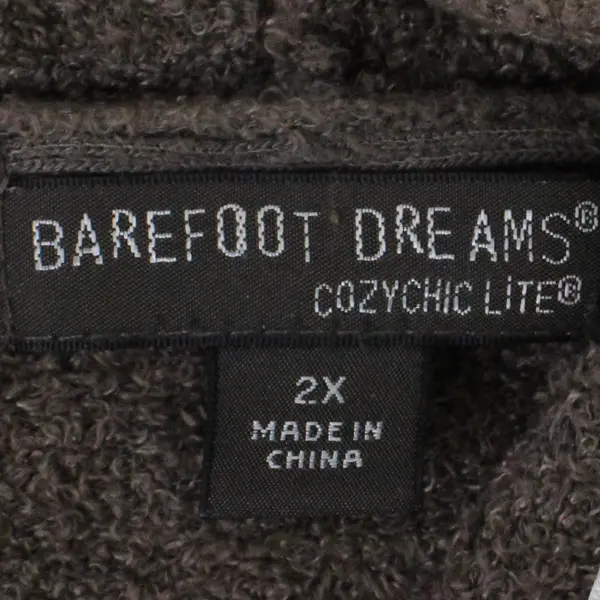 BAREFOOT DREAMS®
COZYCHIC LITE®
2X
MADE IN
CHINA